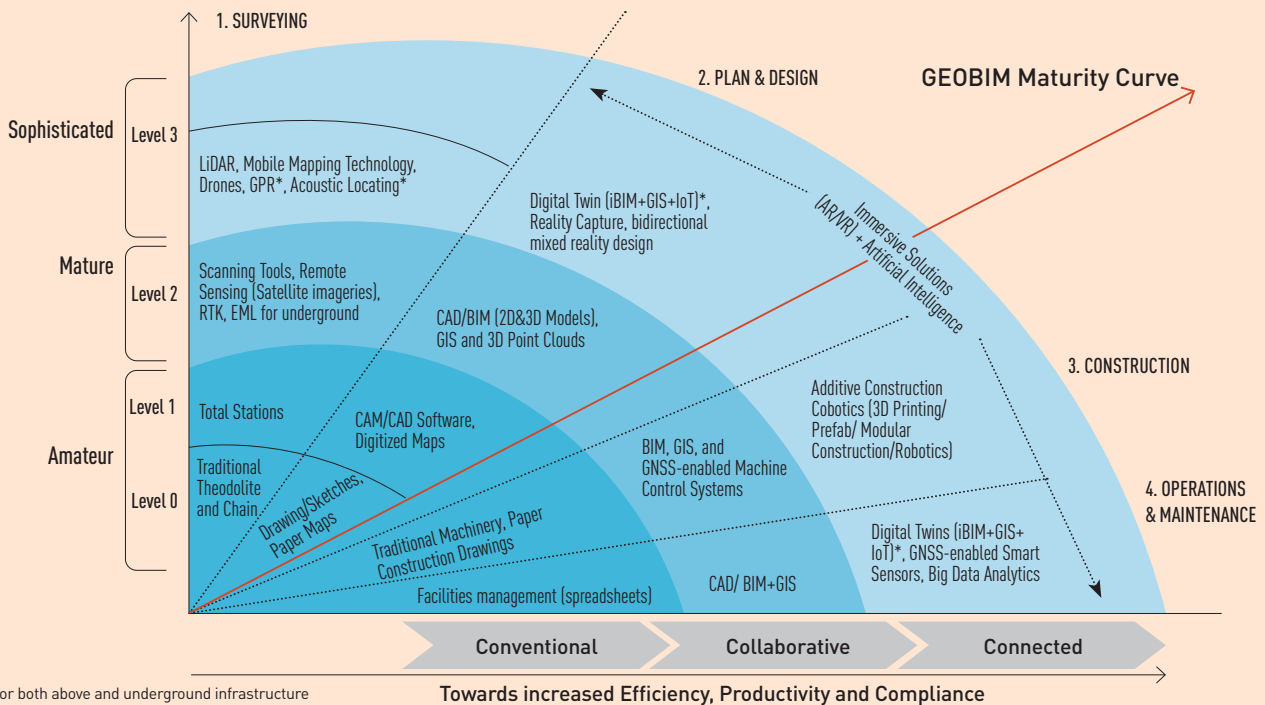 1. SURVEYING
2. PLAN & DESIGN
GEOBIM Maturity Curve
Sophisticated
Level 3
LiDAR, Mobile Mapping Technology,
Drones, GPR*, Acoustic Locating*
Digital Twin (iBIM+GIS+IoT)*,
Reality Capture, bidirectional
mixed reality design
Immersive Solutions
(AR/VR) + Artificial Intelligence
Mature
Level 2
Scanning Tools, Remote
Sensing (Satellite imageries),
RTK, EML for underground
CAD/BIM (2D&3D Models),
GIS and 3D Point Clouds
3. CONSTRUCTION
Level 1
Total Stations
CAM/CAD Software,
Digitized Maps
Additive Construction
Cobotics (3D Printing/
Prefab/ Modular
Construction/Robotics)
Amateur
Level 0
Traditional
Theodolite
and Chain
Drawing/Sketches,
Paper Maps
BIM, GIS, and
GNSS-enabled Machine
Control Systems
4. OPERATIONS
& MAINTENANCE
Traditional Machinery, Paper
Construction Drawings
Digital Twins (iBIM+GIS+
IoT)*, GNSS-enabled Smart
Sensors, Big Data Analytics
Facilities management (spreadsheets)
CAD/ BIM+GIS
Conventional
Collaborative
Connected
or both above and underground infrastructure
Towards increased Efficiency, Productivity and Compliance